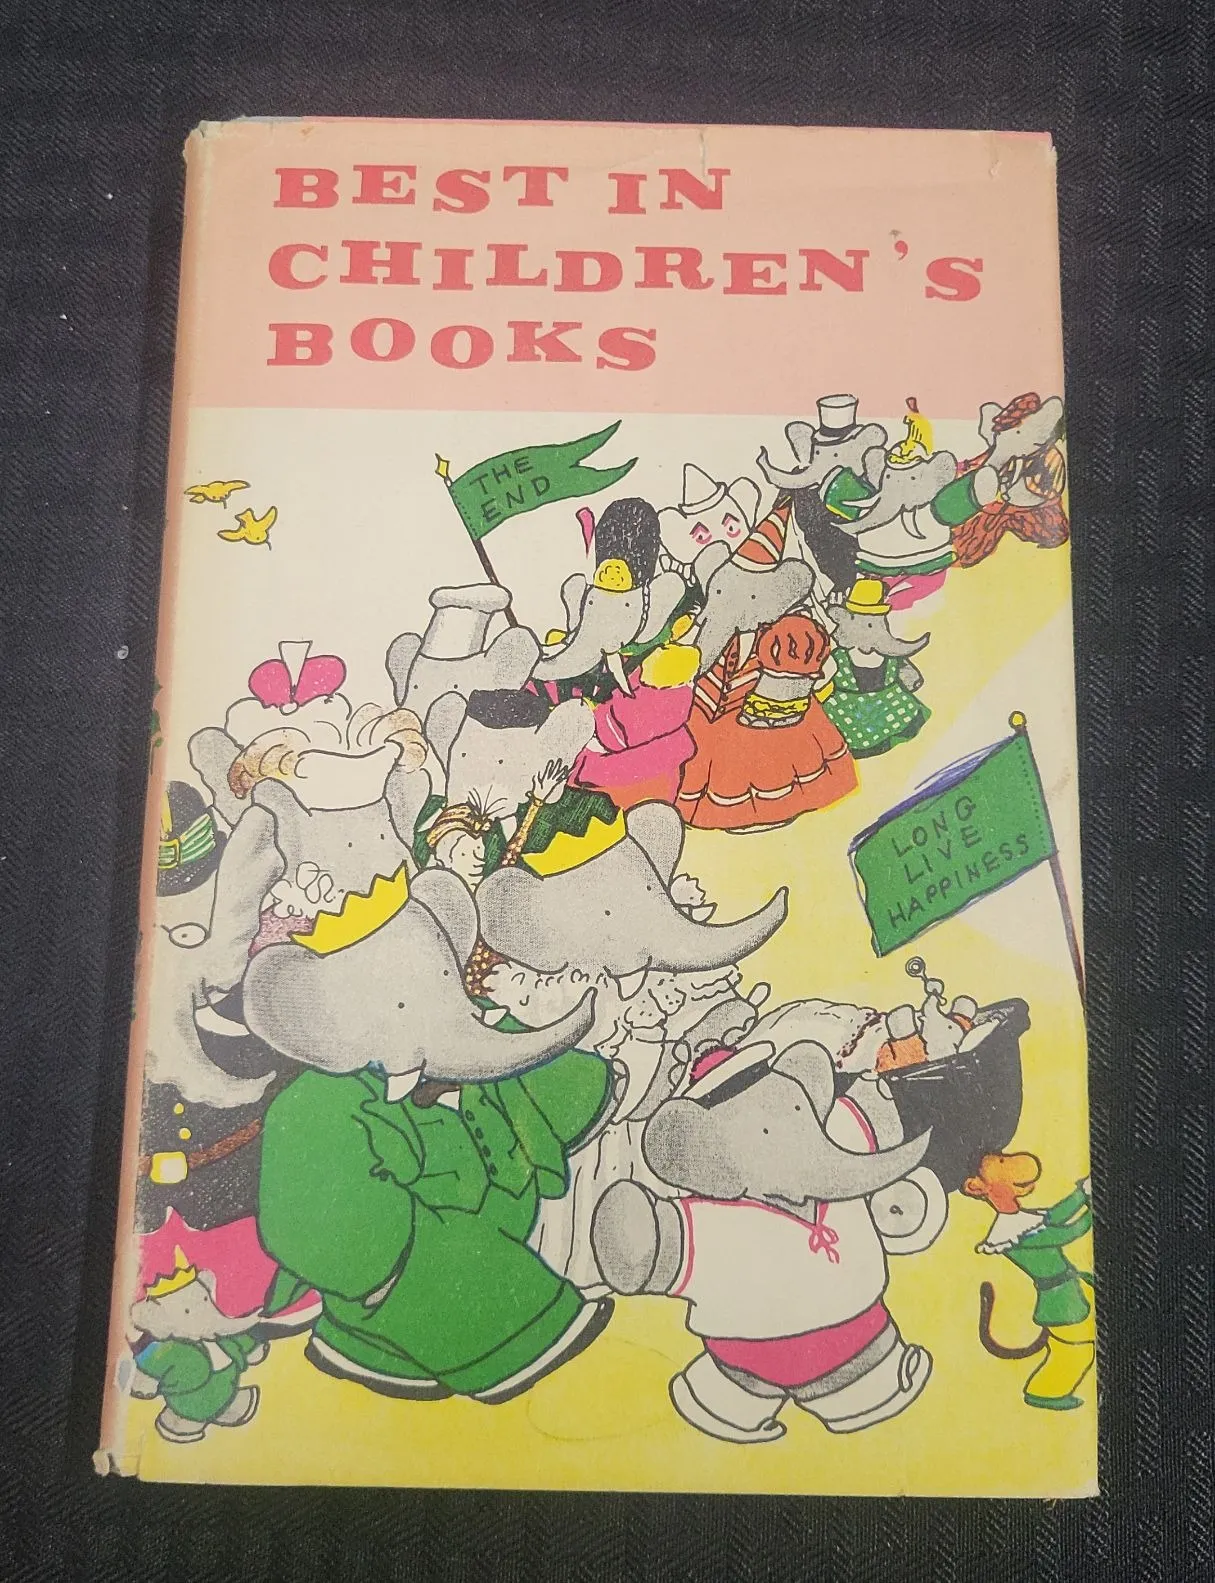 BEST IN
CHILDREN'S
BOOKS
THE
END
LONG
LIVE
HAPPINESS